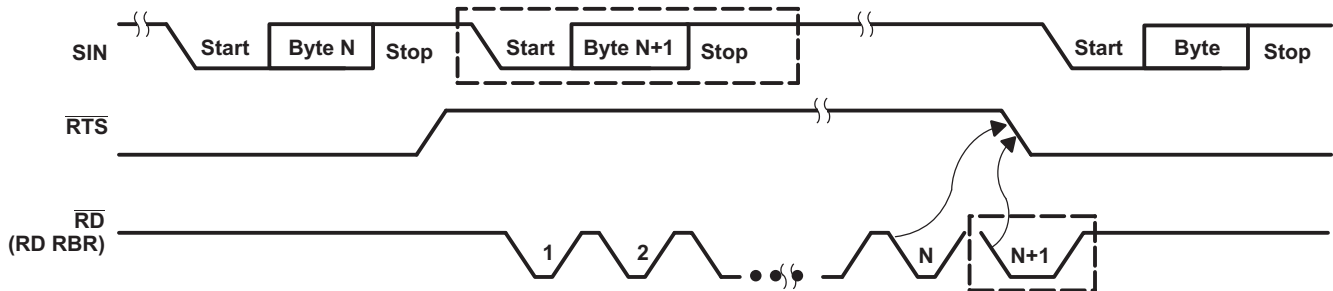 SIN Start Byte N Stop Start Byte N+1 Stop Start Byte Stop
RTS
RD
(RD RBR) 1 2 N N+1